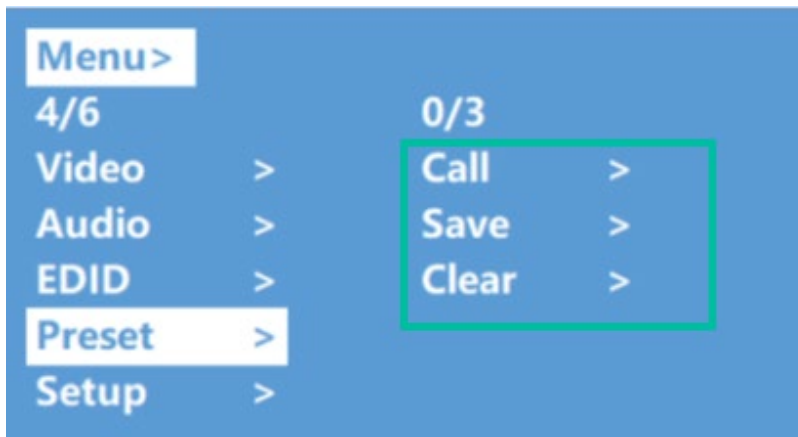 Menu>
4/6 0/3
Video > Call >
Audio > Save >
EDID > Clear >
Preset >
Setup >